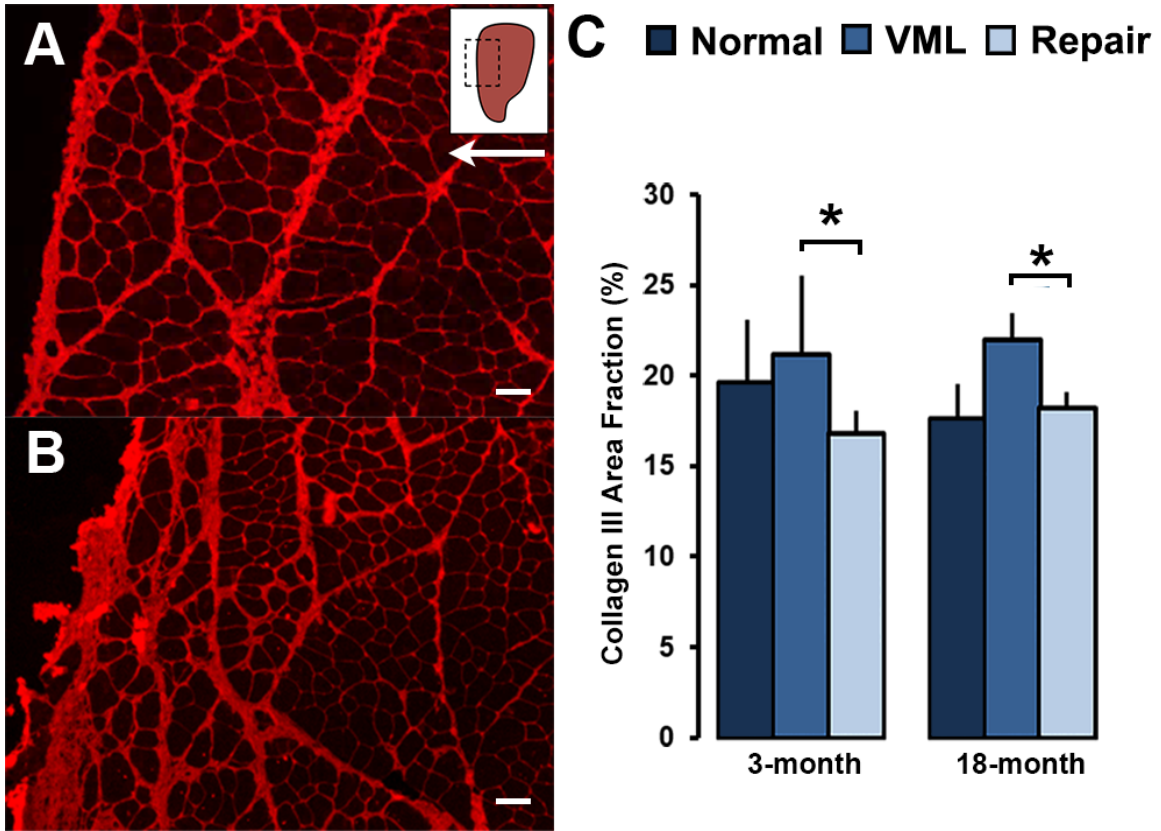 A
B
C
Normal VML Repair
Collagen III Area Fraction (%)
30
25
20
15
10
5
0
*
*
3-month 18-month